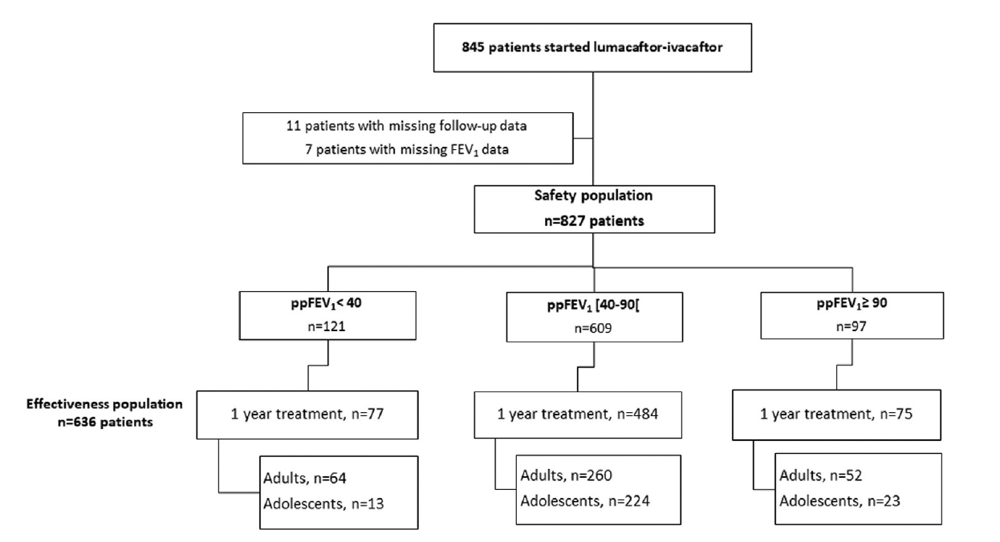 845 patients started lumacaftor-ivacaftor
11 patients with missing follow-up data
7 patients with missing FEV₁ data
Safety population
n=827 patients
ppFEV₁< 40
n=121
ppFEV₁ [40-90[
n=609
ppFEV₁≥ 90
n=97
Effectiveness population
n=636 patients
1 year treatment, n=77
1 year treatment, n=484
1 year treatment, n=75
Adults, n=64
Adolescents, n=13
Adults, n=260
Adolescents, n=224
Adults, n=52
Adolescents, n=23